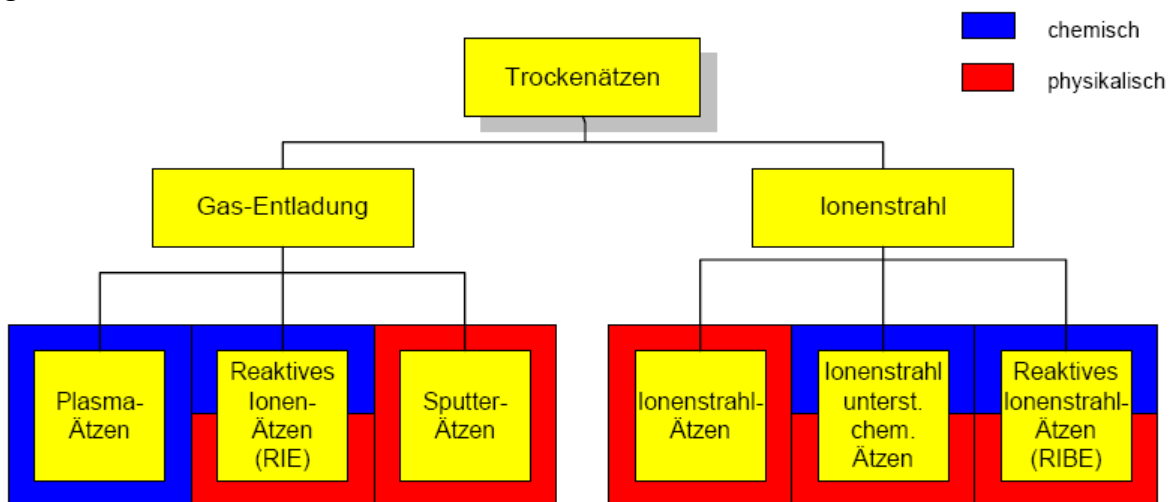 chemisch
physikalisch
Trockenätzen
Gas-Entladung
Ionenstrahl
Plasma-
Ätzen
Reaktives
Ionen-
Ätzen
(RIE)
Sputter-
Ätzen
Ionenstrahl-
Ätzen
Ionenstrahl
unterst.
chem.
Ätzen
Reaktives
Ionenstrahl-
Ätzen
(RIBE)